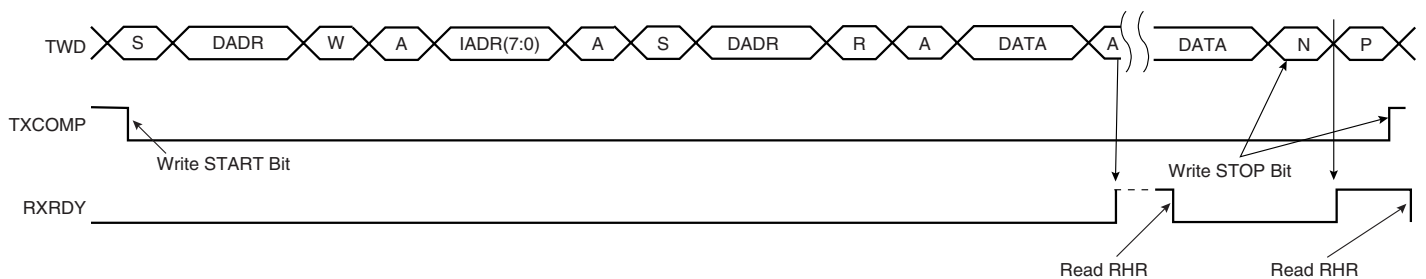 TWD S DADR W A IADR(7:0) A S DADR R A DATA A DATA N P
TXCOMP
Write START Bit
Write STOP Bit
RXRDY
Read RHR
Read RHR